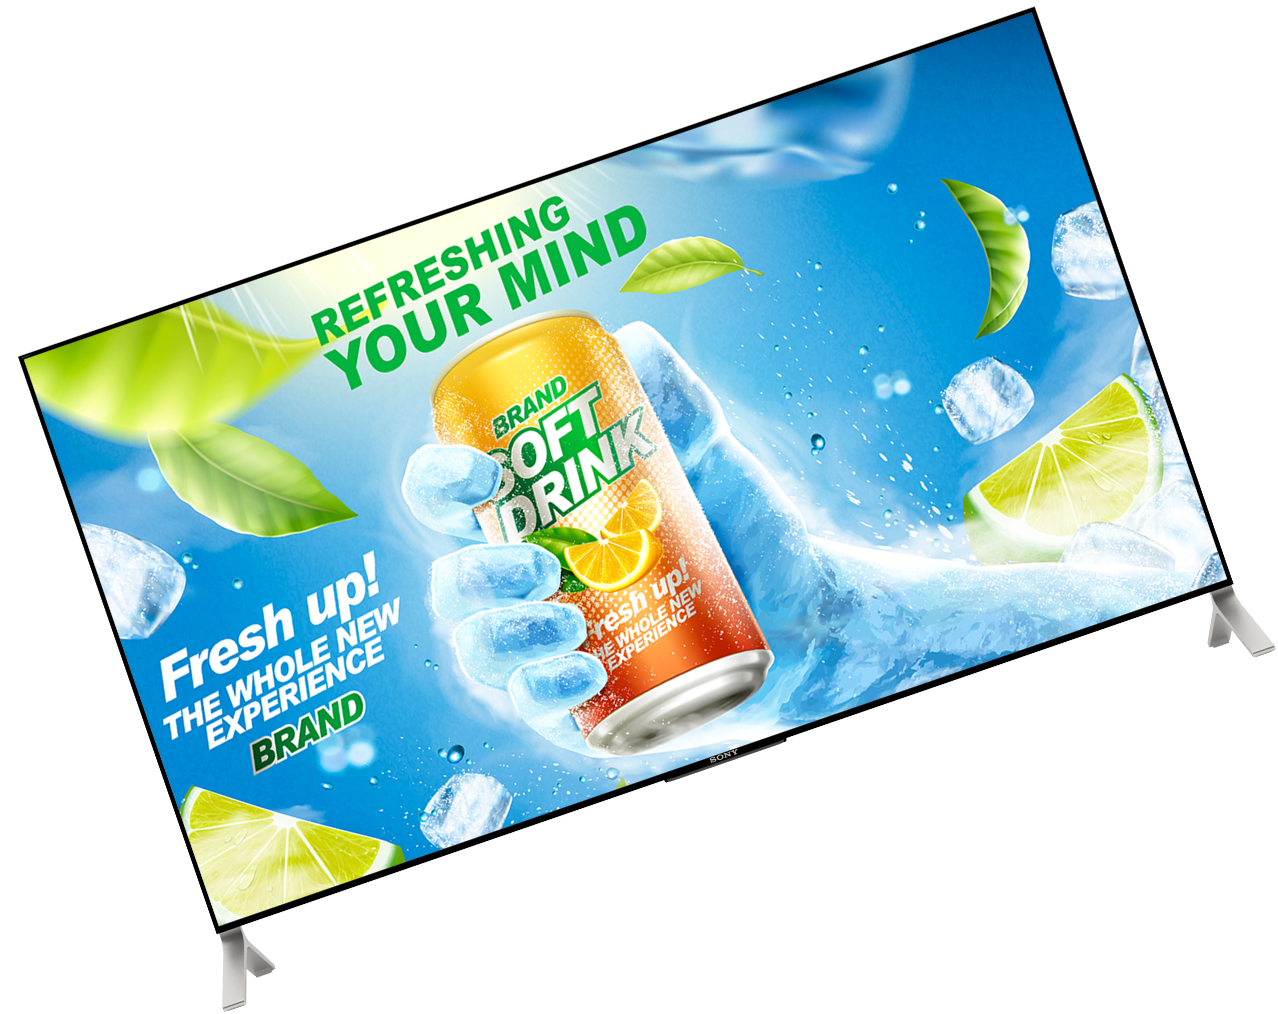 REFRESHING
YOUR MIND
BRAND
SOFT
DRINK
Fresh up!
THE WHOLE NEW
EXPERIENCE
Fresh up!
THE WHOLE NEW
EXPERIENCE
BRAND
SONY